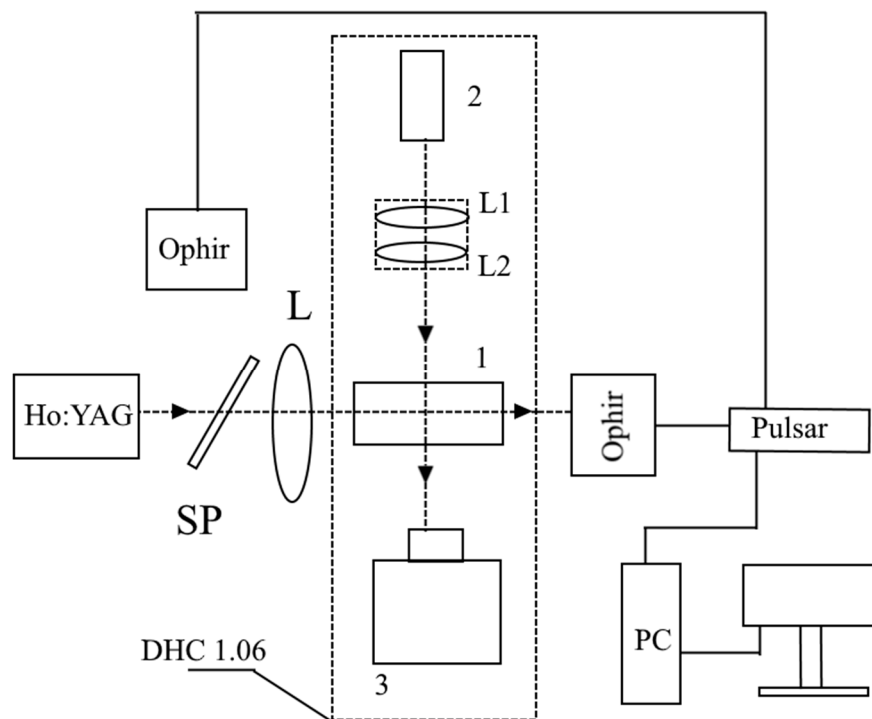 2
L1
Ophir
L2
L
1
Ho:YAG
Ophir
Pulsar
SP
DHC 1.06
3
PC